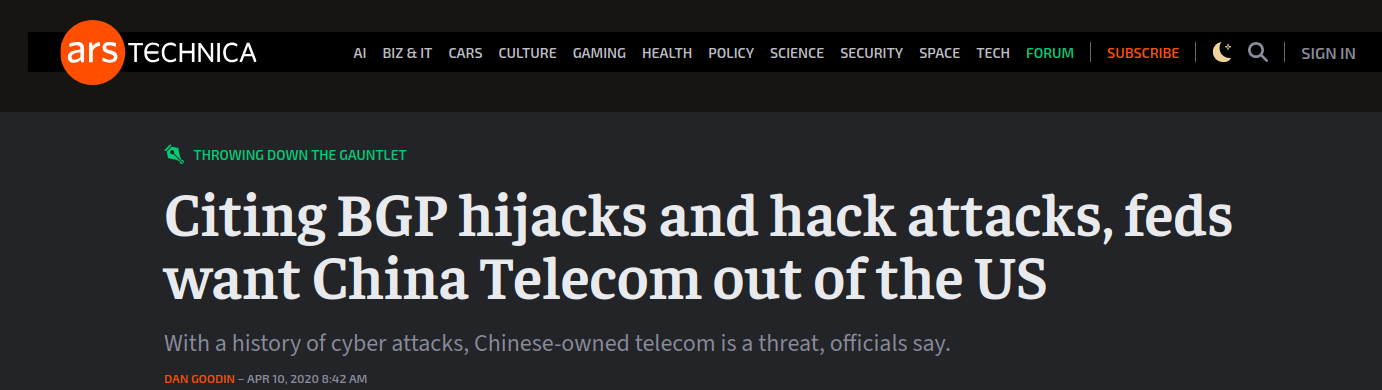 ars TECHNICA
AI BIZ & IT CARS CULTURE GAMING HEALTH POLICY SCIENCE SECURITY SPACE TECH FORUM SUBSCRIBE SIGN IN
THROWING DOWN THE GAUNTLET
Citing BGP hijacks and hack attacks, feds
want China Telecom out of the US
With a history of cyber attacks, Chinese-owned telecom is a threat, officials say.
DAN GOODIN – APR 10, 2020 8:42 AM